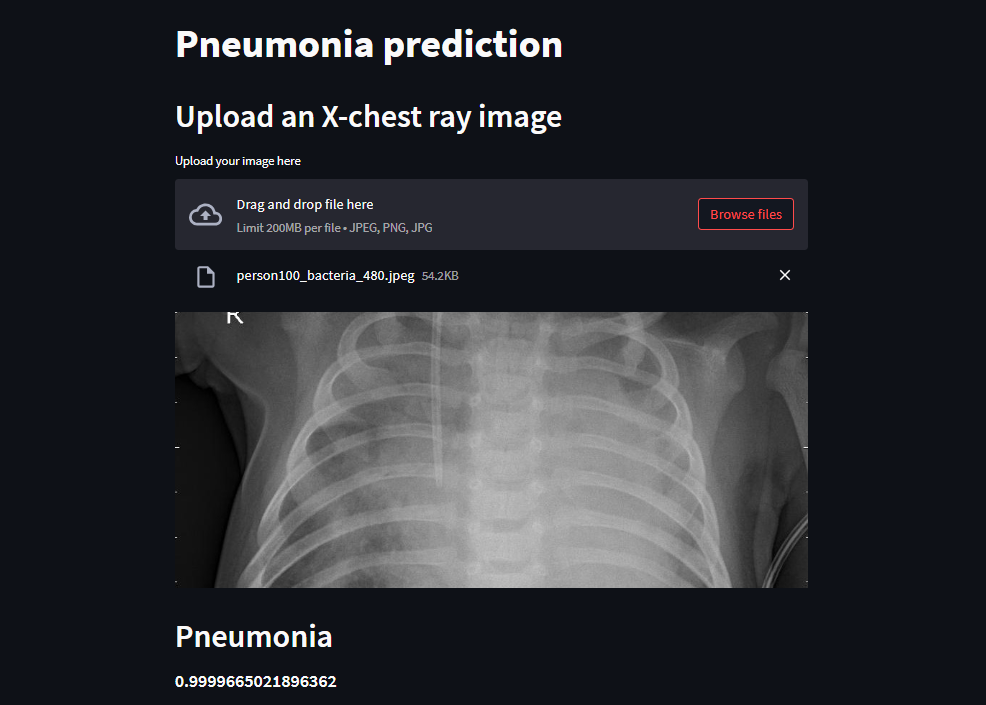 Pneumonia prediction
Upload an X-chest ray image
Upload your image here
Drag and drop file here
Browse files
Limit 200MB per file • JPEG, PNG, JPG
person100_bacteria_480.jpeg 54.2KB
R
Pneumonia
0.9999665021896362